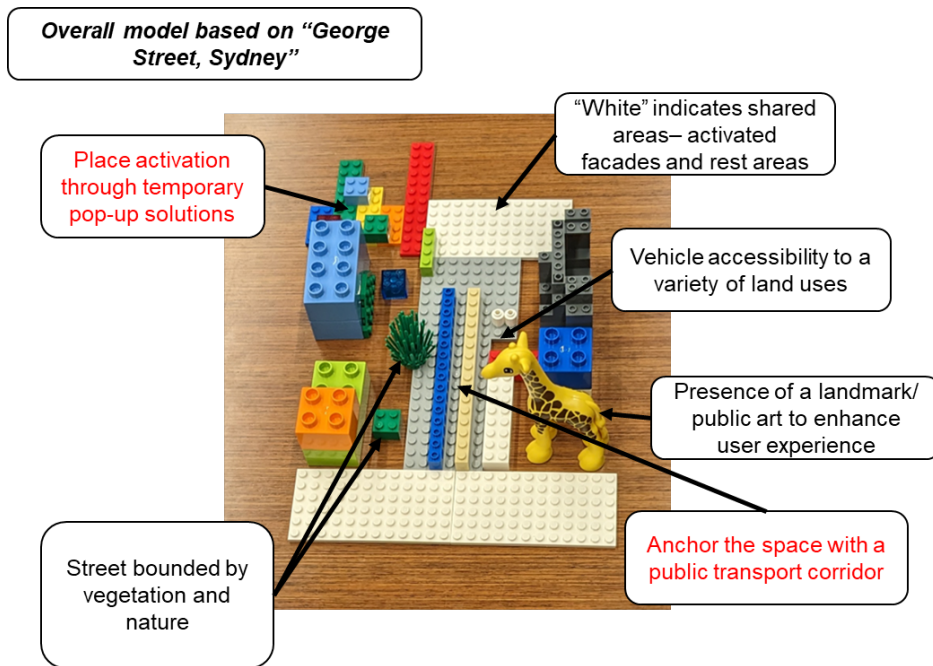 Overall model based on “George
Street, Sydney”
“White” indicates shared
areas– activated
facades and rest areas
Place activation
through temporary
pop-up solutions
Vehicle accessibility to a
variety of land uses
Presence of a landmark/
public art to enhance
user experience
Anchor the space with a
public transport corridor
Street bounded by
vegetation and
nature